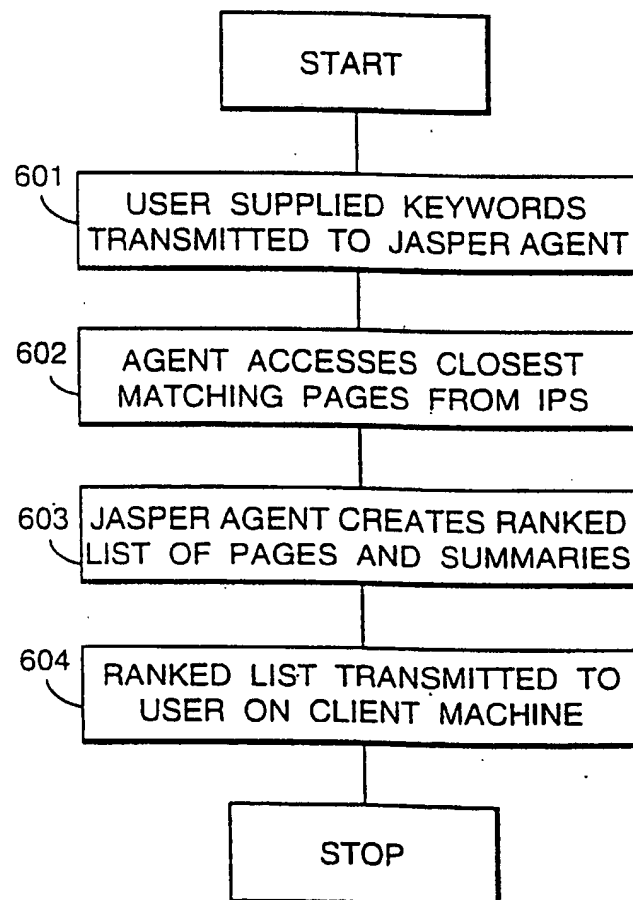 START
601
USER SUPPLIED KEYWORDS
TRANSMITTED TO JASPER AGENT
602
AGENT ACCESSES CLOSEST
MATCHING PAGES FROM IPS
603
JASPER AGENT CREATES RANKED
LIST OF PAGES AND SUMMARIES
604
RANKED LIST TRANSMITTED TO
USER ON CLIENT MACHINE
STOP